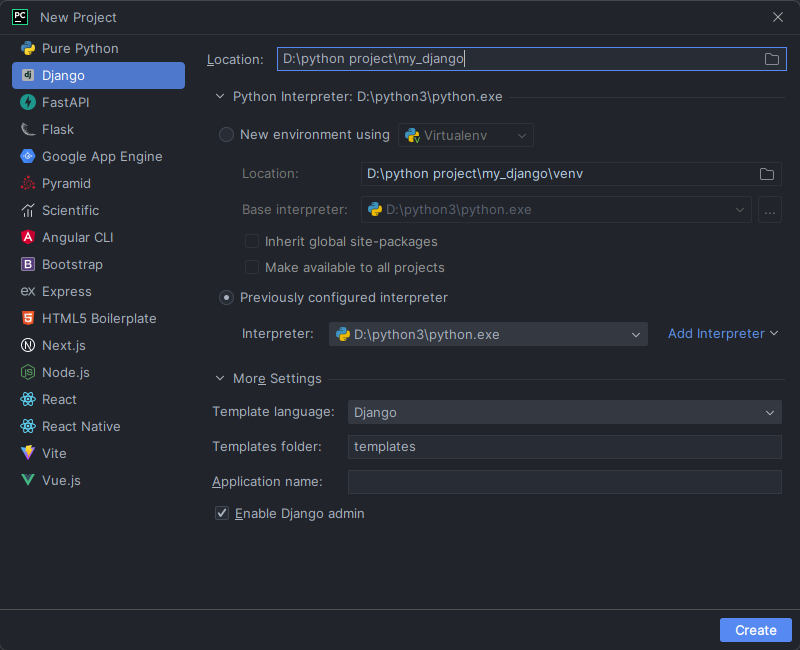 PC New Project
Pure Python
dj Django
FastAPI
Flask
Google App Engine
Pyramid
Scientific
A Angular CLI
B Bootstrap
ex Express
5 HTML5 Boilerplate
N Next.js
JS Node.js
React
React Native
Vite
Vue.js
Location: D:\python project\my_django
Python Interpreter: D:\python3\python.exe
New environment using V Virtualenv
Location: D:\python project\my_django\venv
Base interpreter: D:\python3\python.exe ...
Inherit global site-packages
Make available to all projects
Previously configured interpreter
Interpreter: D:\python3\python.exe Add Interpreter
More Settings
Template language: Django
Templates folder: templates
Application name:
Enable Django admin
Create